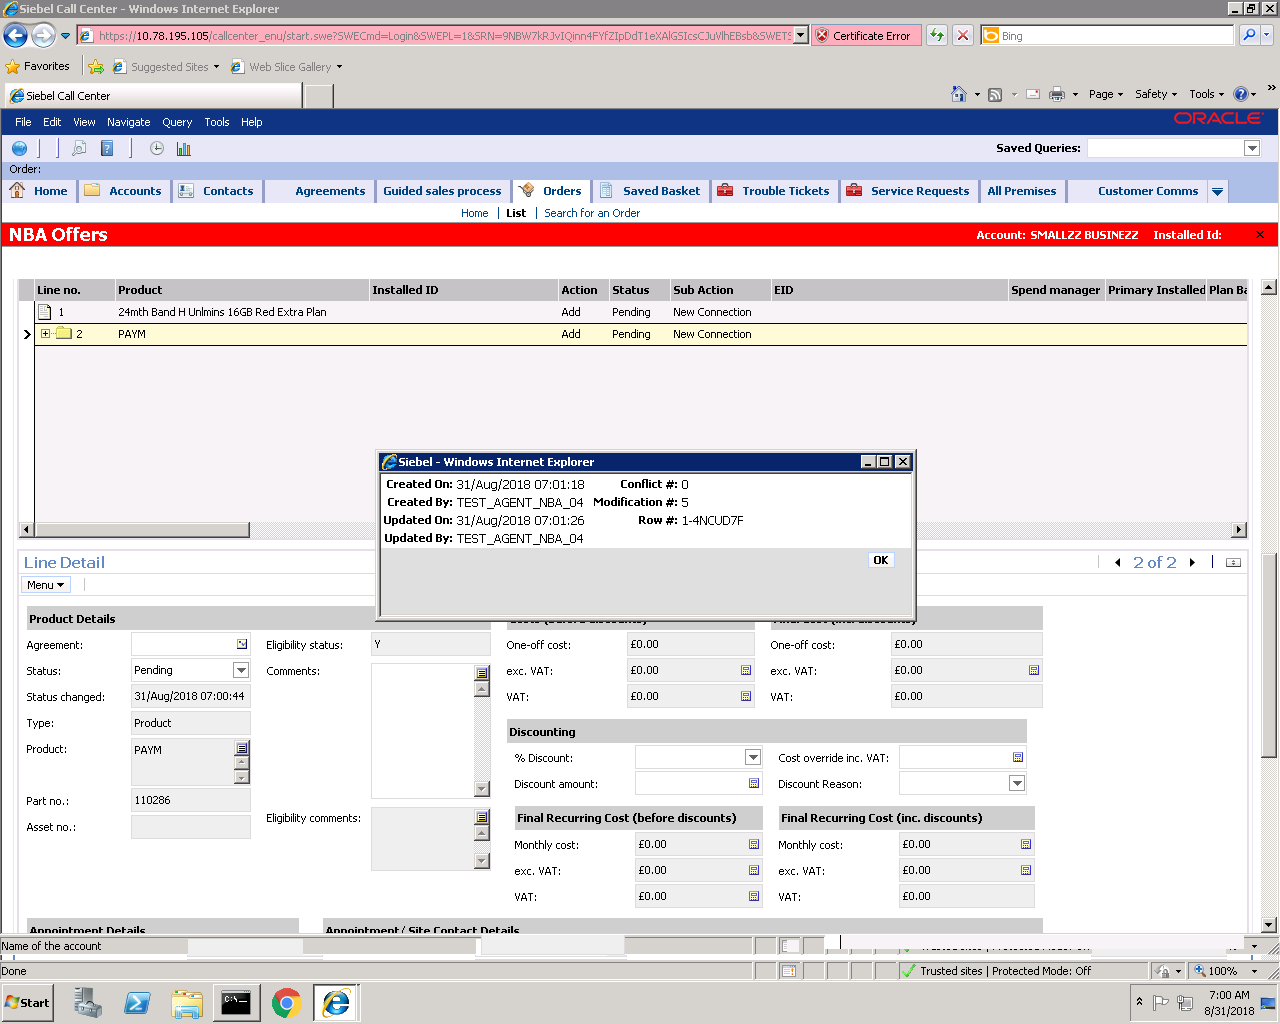 Siebel Call Center - Windows Internet Explorer
https://10.78.195.105/callcenter_enu/start.swe?SWECmd=Login&SWEPL=1&SRN=9NBW7kRJvIQinn4FYfZIpDdT1eXAlGSIcsCJuVlhEBsb&SWETS
Certificate Error
Bing
Favorites
Suggested Sites
Web Slice Gallery
Siebel Call Center
Page
Safety
Tools
File Edit View Navigate Query Tools Help
ORACLE
Saved Queries:
Order:
Home Accounts Contacts Agreements Guided sales process Orders Saved Basket Trouble Tickets Service Requests All Premises Customer Comms
Home | List | Search for an Order
NBA Offers
Account: SMALLZZ BUSINEZZ Installed Id:
Line no. Product Installed ID Action Status Sub Action EID Spend manager Primary Installed Plan Ba
1 24mth Band H Unlmins 16GB Red Extra Plan Add Pending New Connection
2 PAYM Add Pending New Connection
Siebel - Windows Internet Explorer
Created On: 31/Aug/2018 07:01:18 Conflict #: 0
Created By: TEST_AGENT_NBA_04 Modification #: 5
Updated On: 31/Aug/2018 07:01:26 Row #: 1-4NCUD7F
Updated By: TEST_AGENT_NBA_04
OK
Line Detail
2 of 2
Menu
Product Details
Agreement: Eligibility status: Y One-off cost: £0.00 One-off cost: £0.00
Status: Pending Comments: exc. VAT: £0.00 exc. VAT: £0.00
Status changed: 31/Aug/2018 07:00:44 VAT: £0.00 VAT: £0.00
Type: Product
Discounting
Product: PAYM % Discount: Cost override inc. VAT:
Discount amount: Discount Reason:
Part no.: 110286
Eligibility comments: Final Recurring Cost (before discounts) Final Recurring Cost (inc. discounts)
Asset no.:
Monthly cost: £0.00 Monthly cost: £0.00
exc. VAT: £0.00 exc. VAT: £0.00
VAT: £0.00 VAT: £0.00
Appointment Details Appointment/ Site Contact Details
Name of the account
Done
Trusted sites | Protected Mode: Off
100%
Start
7:00 AM
8/31/2018